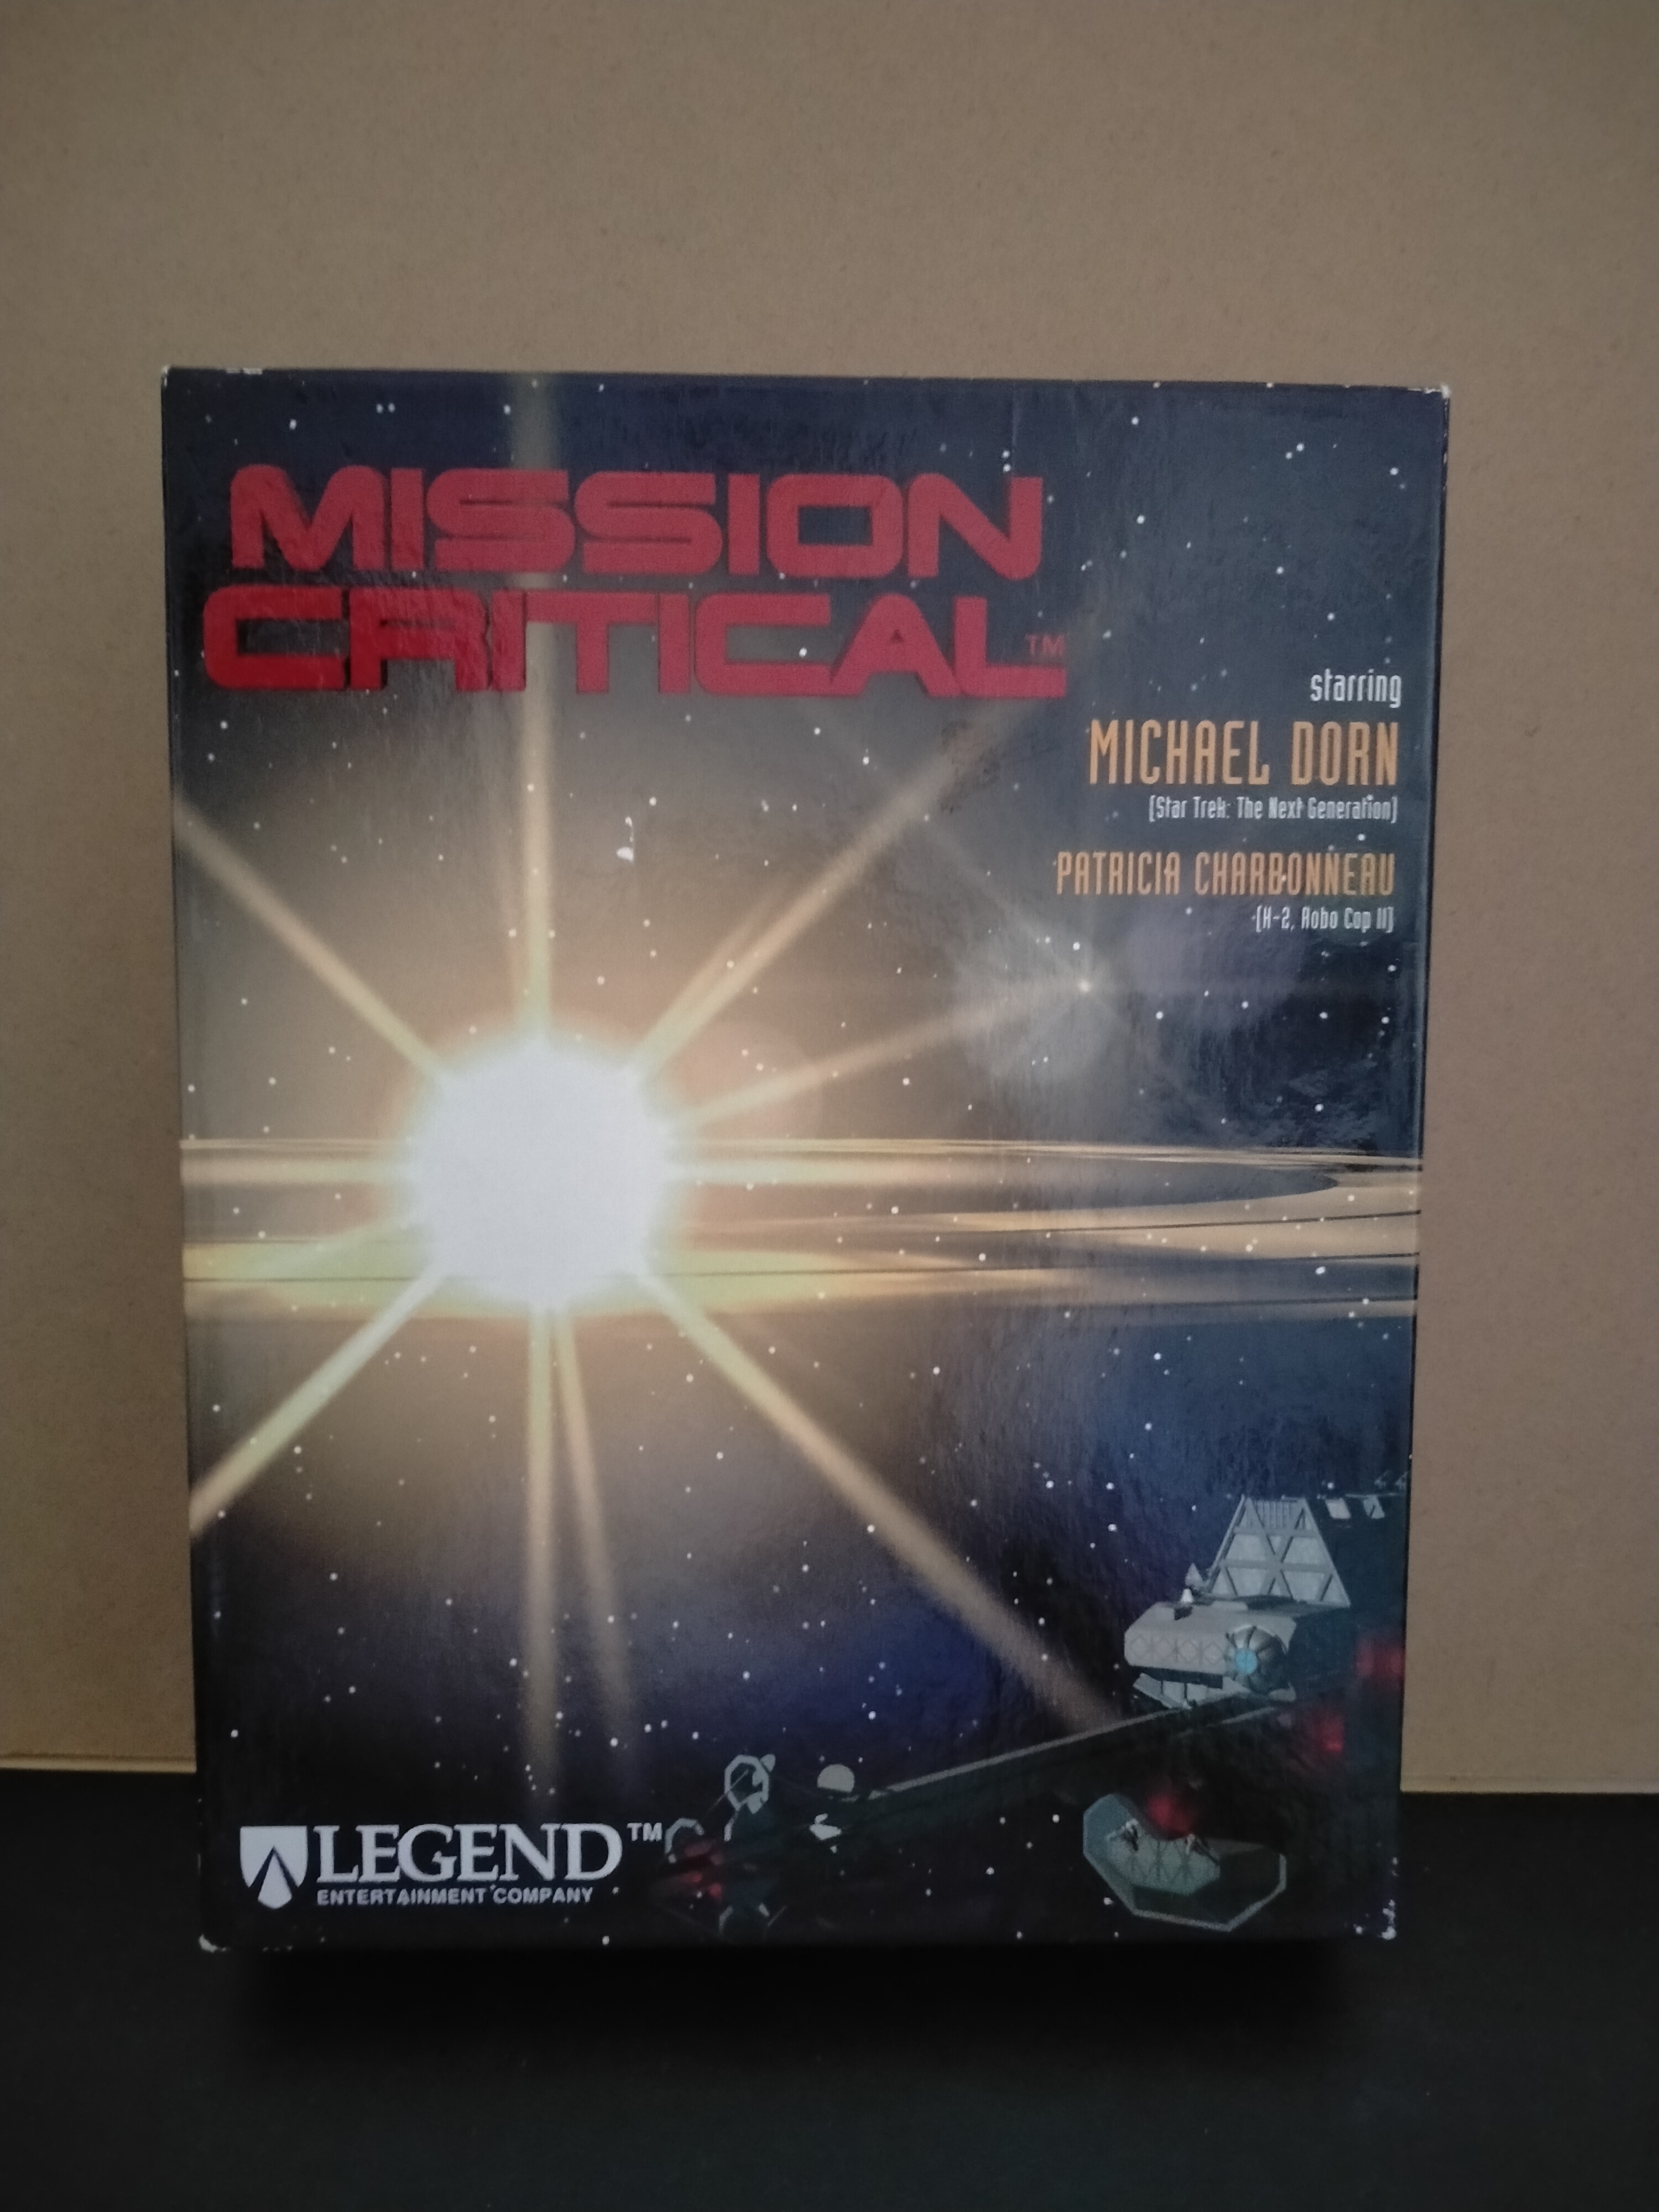 MISSION
CRITICAL™
starring
MICHAEL DORN
(Star Trek: The Next Generation)
PATRICIA CHARBONNEAU
(K-2, Robo Cop II)
LEGEND™
ENTERTAINMENT COMPANY